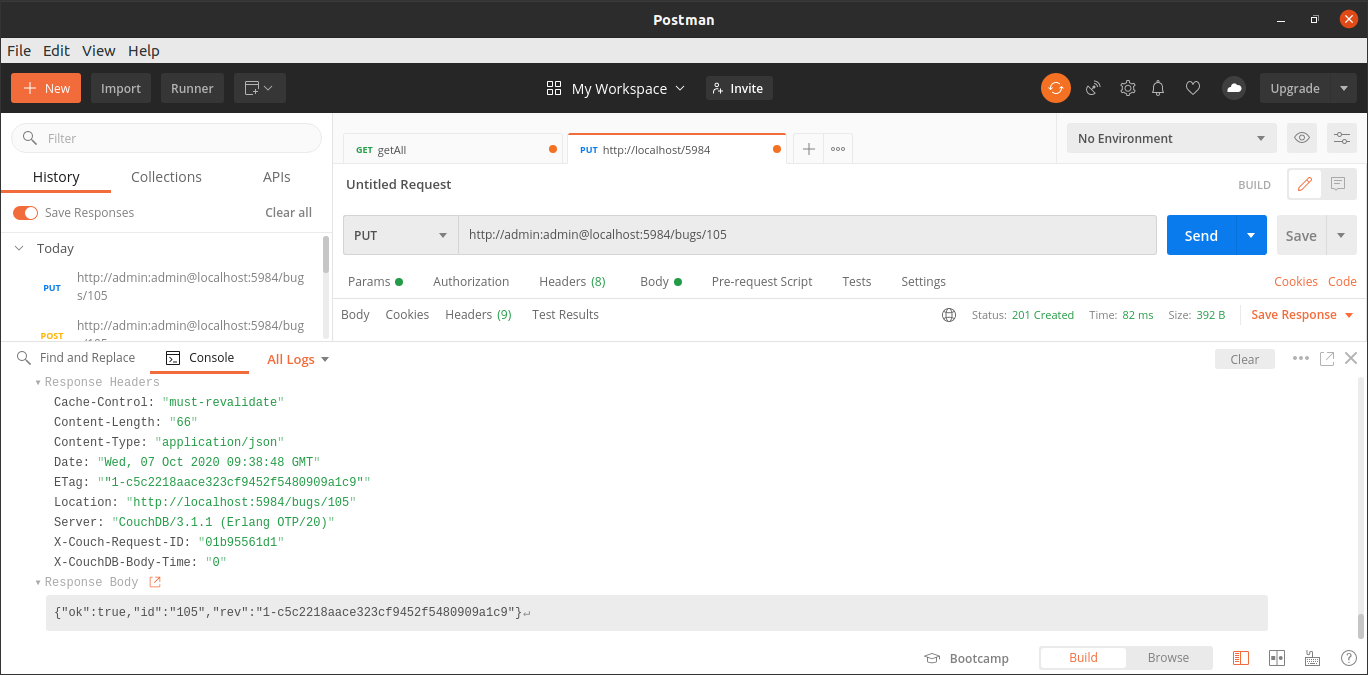 Postman
File Edit View Help
New Import Runner My Workspace Invite Upgrade
Filter
GET getAll PUT http://localhost/5984 No Environment
History Collections APIs
Untitled Request BUILD
Save Responses Clear all
PUT http://admin:admin@localhost:5984/bugs/105 Send Save
Today
PUT http://admin:admin@localhost:5984/bug
s/105
POST http://admin:admin@localhost:5984/bug
Params Authorization Headers (8) Body Pre-request Script Tests Settings Cookies Code
Body Cookies Headers (9) Test Results Status: 201 Created Time: 82 ms Size: 392 B Save Response
Find and Replace Console All Logs Clear
Response Headers
Cache-Control: "must-revalidate"
Content-Length: "66"
Content-Type: "application/json"
Date: "Wed, 07 Oct 2020 09:38:48 GMT"
ETag: ""1-c5c2218aace323cf9452f5480909a1c9""
Location: "http://localhost:5984/bugs/105"
Server: "CouchDB/3.1.1 (Erlang OTP/20)"
X-Couch-Request-ID: "01b95561d1"
X-CouchDB-Body-Time: "0"
Response Body
{"ok":true,"id":"105","rev":"1-c5c2218aace323cf9452f5480909a1c9"}↵
Bootcamp Build Browse